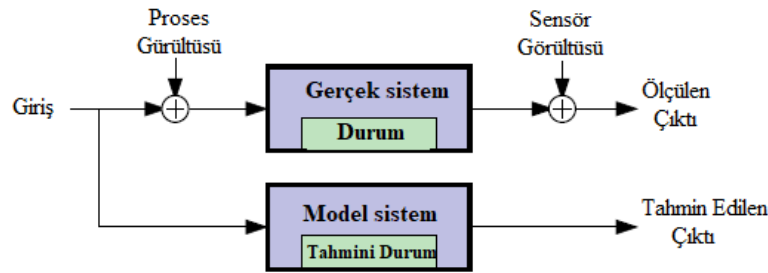 Proses
Gürültüsü
Sensör
Görültüsü
Giriş
Gerçek sistem
Durum
Ölçülen
Çıktı
Model sistem
Tahmini Durum
Tahmin Edilen
Çıktı